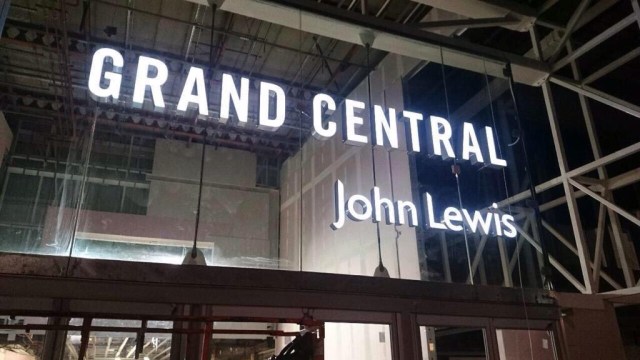 GRAND CENTRAL
John Lewis